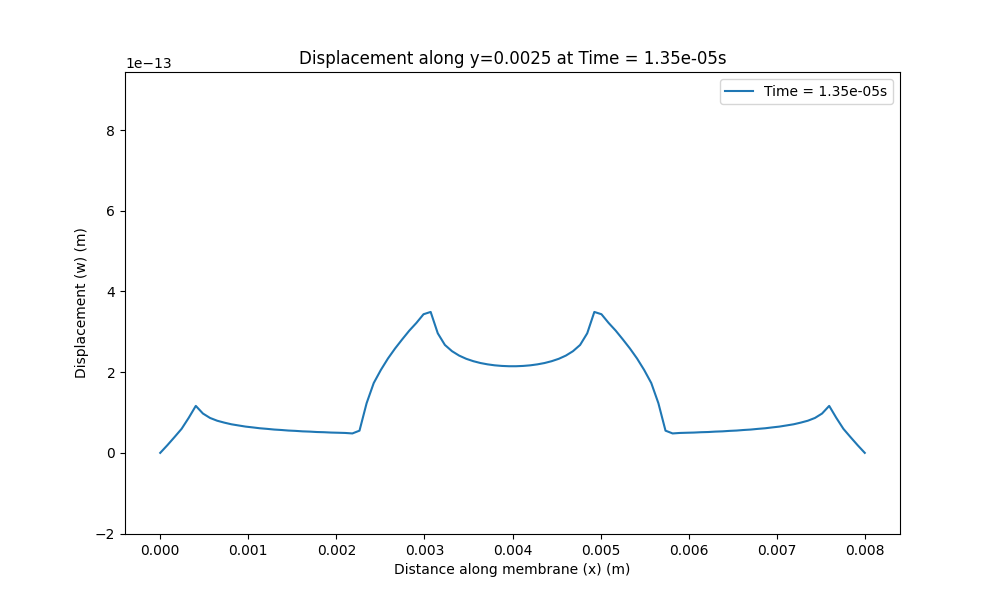 Displacement along y=0.0025 at Time = 1.35e-05s
1e−13
Time = 1.35e-05s
8
6
4
2
0
−2
Displacement (w) (m)
0.000 0.001 0.002 0.003 0.004 0.005 0.006 0.007 0.008
Distance along membrane (x) (m)